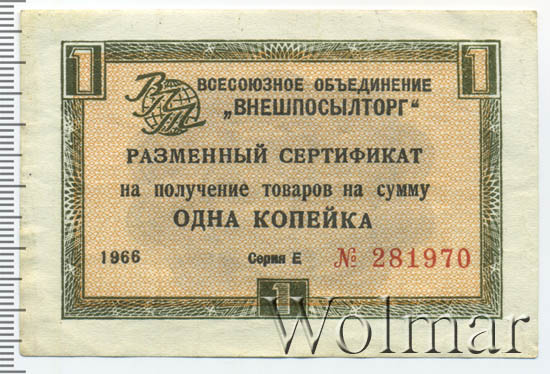 1 1
ВПТ
ВСЕСОЮЗНОЕ ОБЪЕДИНЕНИЕ
„ВНЕШПОСЫЛТОРГ“
РАЗМЕННЫЙ СЕРТИФИКАТ
на получение товаров на сумму
ОДНА КОПЕЙКА
1966 Серия Е № 281970
1
Wolmar